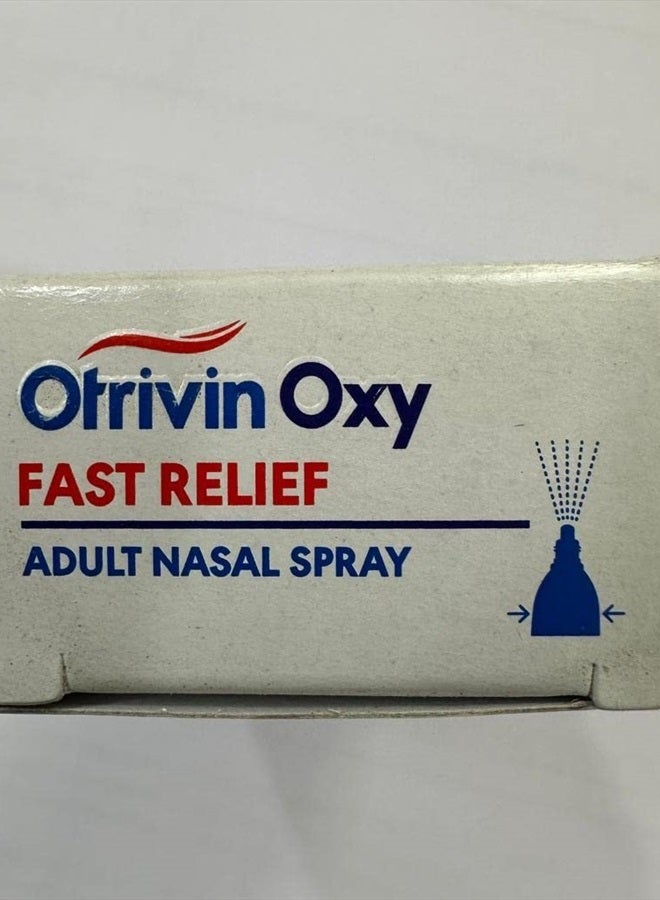 Otrivin Oxy
FAST RELIEF
ADULT NASAL SPRAY